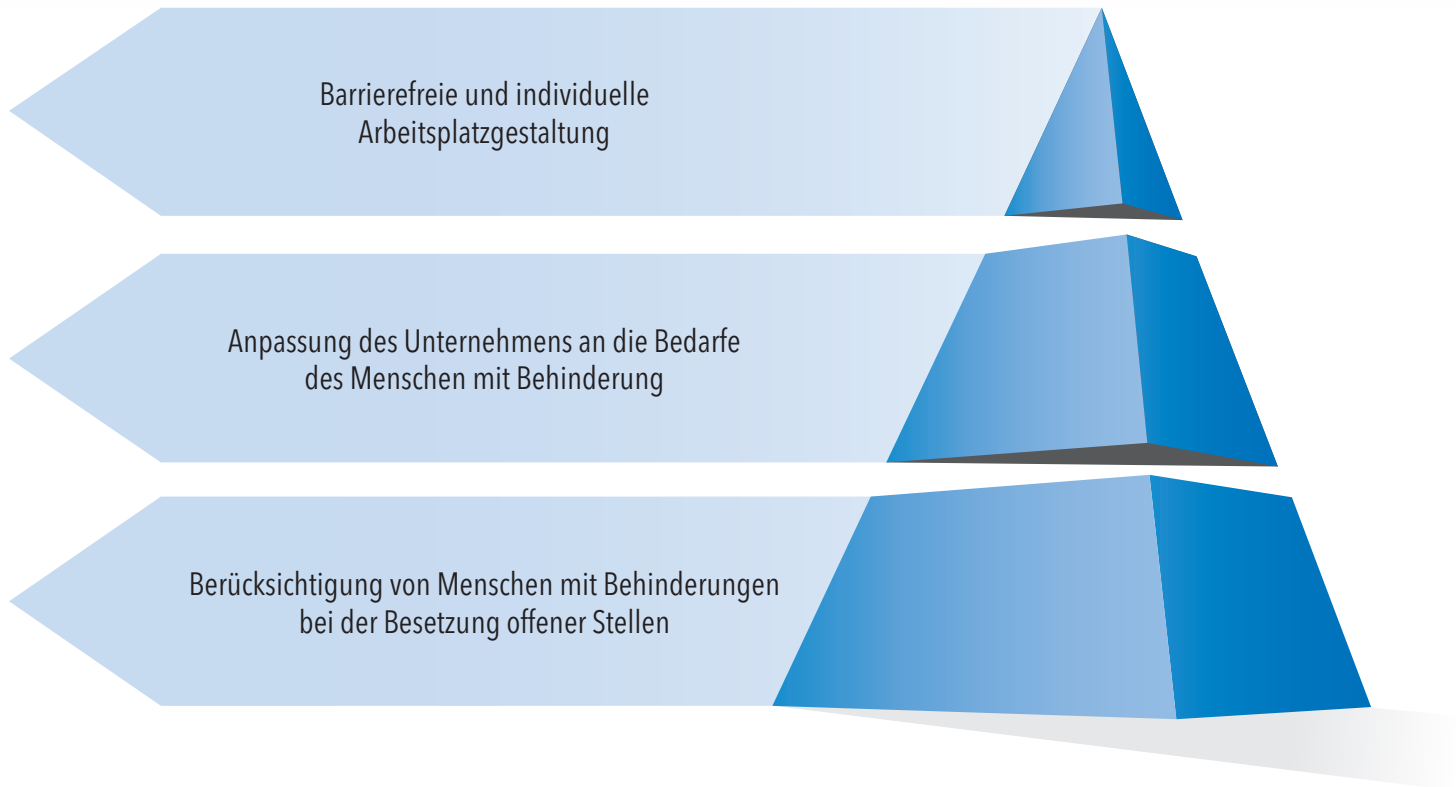 Barrierefreie und individuelle
Arbeitsplatzgestaltung
Anpassung des Unternehmens an die Bedarfe
des Menschen mit Behinderung
Berücksichtigung von Menschen mit Behinderungen
bei der Besetzung offener Stellen